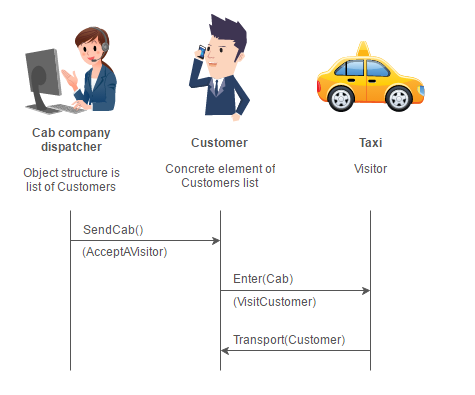 Cab company
dispatcher
Object structure is
list of Customers
Customer
Concrete element of
Customers list
Taxi
Visitor
SendCab()
(AcceptAVisitor)
Enter(Cab)
(VisitCustomer)
Transport(Customer)